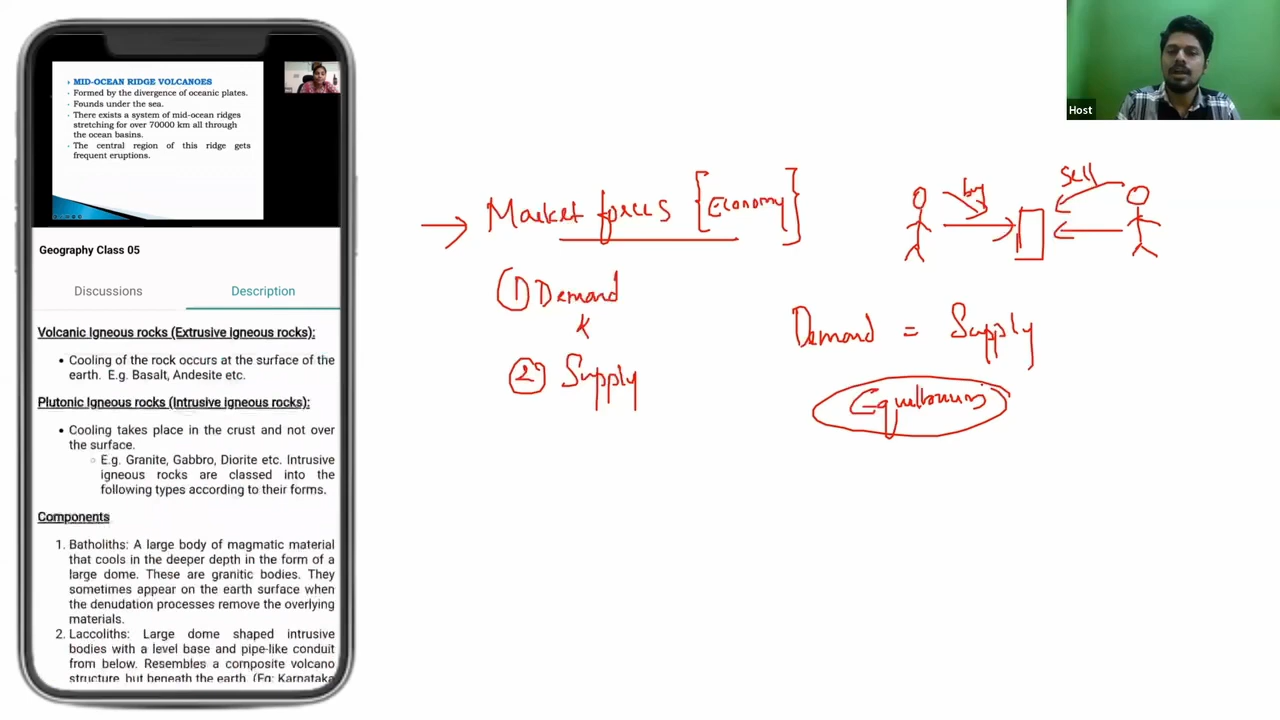 MID-OCEAN RIDGE VOLCANOES
Formed by the divergence of oceanic plates.
Founds under the sea.
There exists a system of mid-ocean ridges
stretching for over 70000 km all through
the ocean basins.
The central region of this ridge gets
frequent eruptions.
Geography Class 05
Discussions
Description
Volcanic Igneous rocks (Extrusive igneous rocks):
• Cooling of the rock occurs at the surface of the
earth. E.g. Basalt, Andesite etc.
Plutonic Igneous rocks (Intrusive igneous rocks):
• Cooling takes place in the crust and not over
the surface.
E.g. Granite, Gabbro, Diorite etc. Intrusive
igneous rocks are classed into the
following types according to their forms.
Components
1. Batholiths: A large body of magmatic material
that cools in the deeper depth in the form of a
large dome. These are granitic bodies. They
sometimes appear on the earth surface when
the denudation processes remove the overlying
materials.
2. Laccoliths: Large dome shaped intrusive
bodies with a level base and pipe-like conduit
from below. Resembles a composite volcano
structure, but beneath the earth. (Eg: Karnataka
Market forces [Economy]
① Demand
② Supply
buy
sell
Demand = Supply
Host